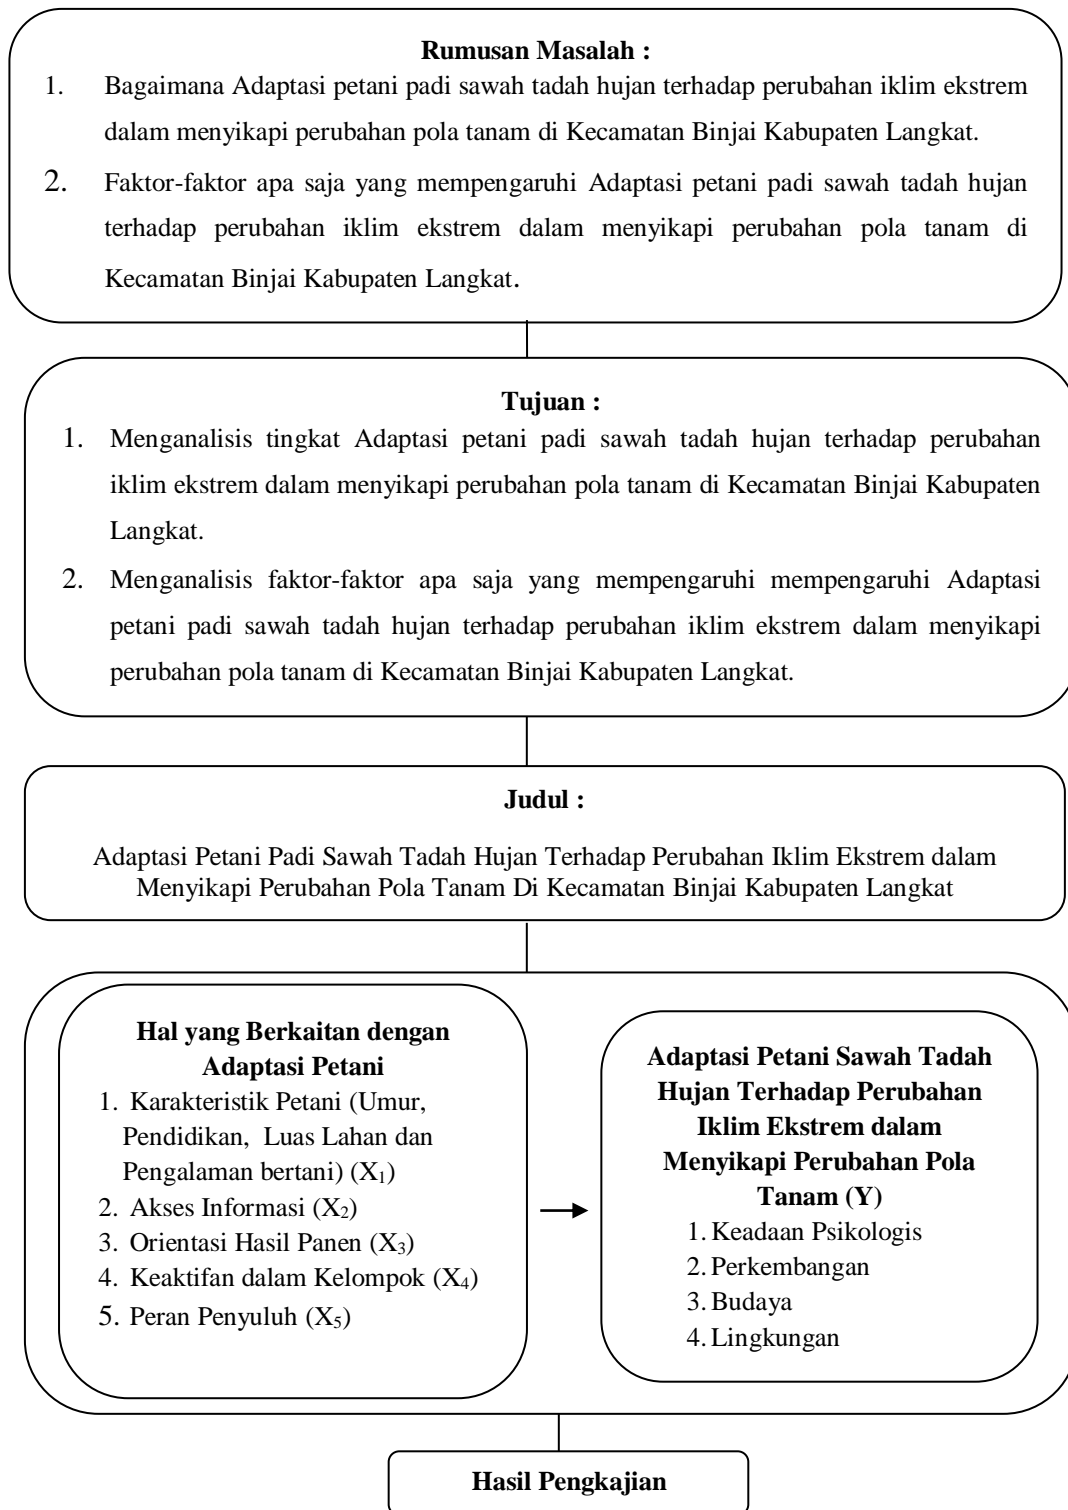 Rumusan Masalah :
1. Bagaimana Adaptasi petani padi sawah tadah hujan terhadap perubahan iklim ekstrem
dalam menyikapi perubahan pola tanam di Kecamatan Binjai Kabupaten Langkat.
2. Faktor-faktor apa saja yang mempengaruhi Adaptasi petani padi sawah tadah hujan
terhadap perubahan iklim ekstrem dalam menyikapi perubahan pola tanam di
Kecamatan Binjai Kabupaten Langkat.
Tujuan :
1. Menganalisis tingkat Adaptasi petani padi sawah tadah hujan terhadap perubahan
iklim ekstrem dalam menyikapi perubahan pola tanam di Kecamatan Binjai Kabupaten
Langkat.
2. Menganalisis faktor-faktor apa saja yang mempengaruhi mempengaruhi Adaptasi
petani padi sawah tadah hujan terhadap perubahan iklim ekstrem dalam menyikapi
perubahan pola tanam di Kecamatan Binjai Kabupaten Langkat.
Judul :
Adaptasi Petani Padi Sawah Tadah Hujan Terhadap Perubahan Iklim Ekstrem dalam
Menyikapi Perubahan Pola Tanam Di Kecamatan Binjai Kabupaten Langkat
Hal yang Berkaitan dengan
Adaptasi Petani
1. Karakteristik Petani (Umur,
Pendidikan, Luas Lahan dan
Pengalaman bertani) (X₁)
2. Akses Informasi (X₂)
3. Orientasi Hasil Panen (X₃)
4. Keaktifan dalam Kelompok (X₄)
5. Peran Penyuluh (X₅)
Adaptasi Petani Sawah Tadah
Hujan Terhadap Perubahan
Iklim Ekstrem dalam
Menyikapi Perubahan Pola
Tanam (Y)
1. Keadaan Psikologis
2. Perkembangan
3. Budaya
4. Lingkungan
Hasil Pengkajian